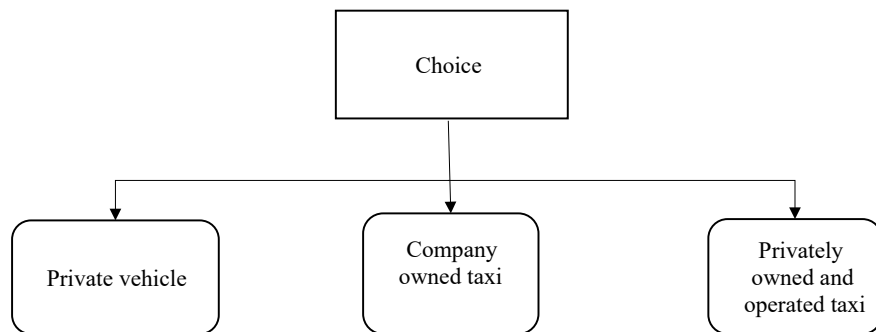 Choice
Private vehicle
Company
owned taxi
Privately
owned and
operated taxi